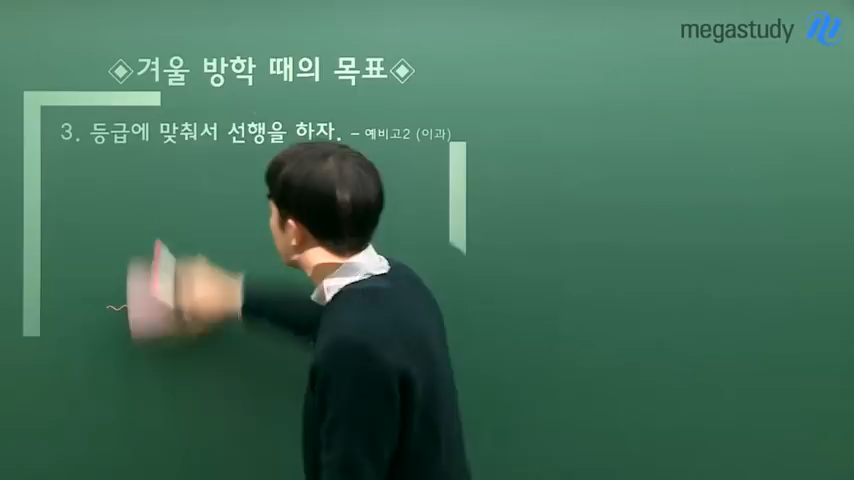 megastudy
◈겨울 방학 때의 목표◈
3. 등급에 맞춰서 선행을 하자. – 예비고2 (이과)